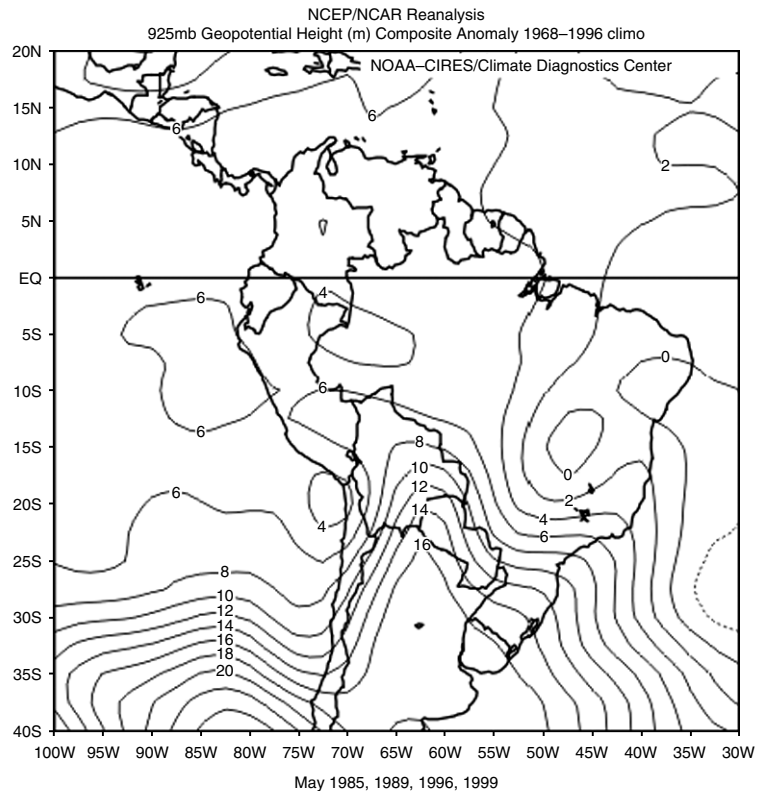 NCEP/NCAR Reanalysis
925mb Geopotential Height (m) Composite Anomaly 1968–1996 climo
NOAA–CIRES/Climate Diagnostics Center
20N
15N
10N
5N
EQ
5S
10S
15S
20S
25S
30S
35S
40S
6
6
2
4
6
0
6
6
8
10
0
12
6
2
14
4
4
6
16
8
10
12
14
16
18
20
100W 95W 90W 85W 80W 75W 70W 65W 60W 55W 50W 45W 40W 35W 30W
May 1985, 1989, 1996, 1999